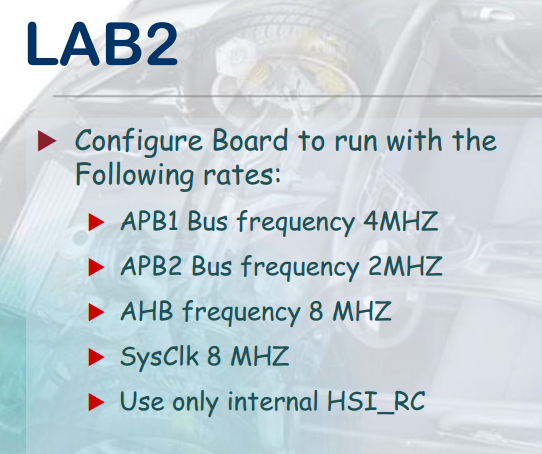 LAB2
Configure Board to run with the
Following rates:
APB1 Bus frequency 4MHZ
APB2 Bus frequency 2MHZ
AHB frequency 8 MHZ
SysClk 8 MHZ
Use only internal HSI_RC